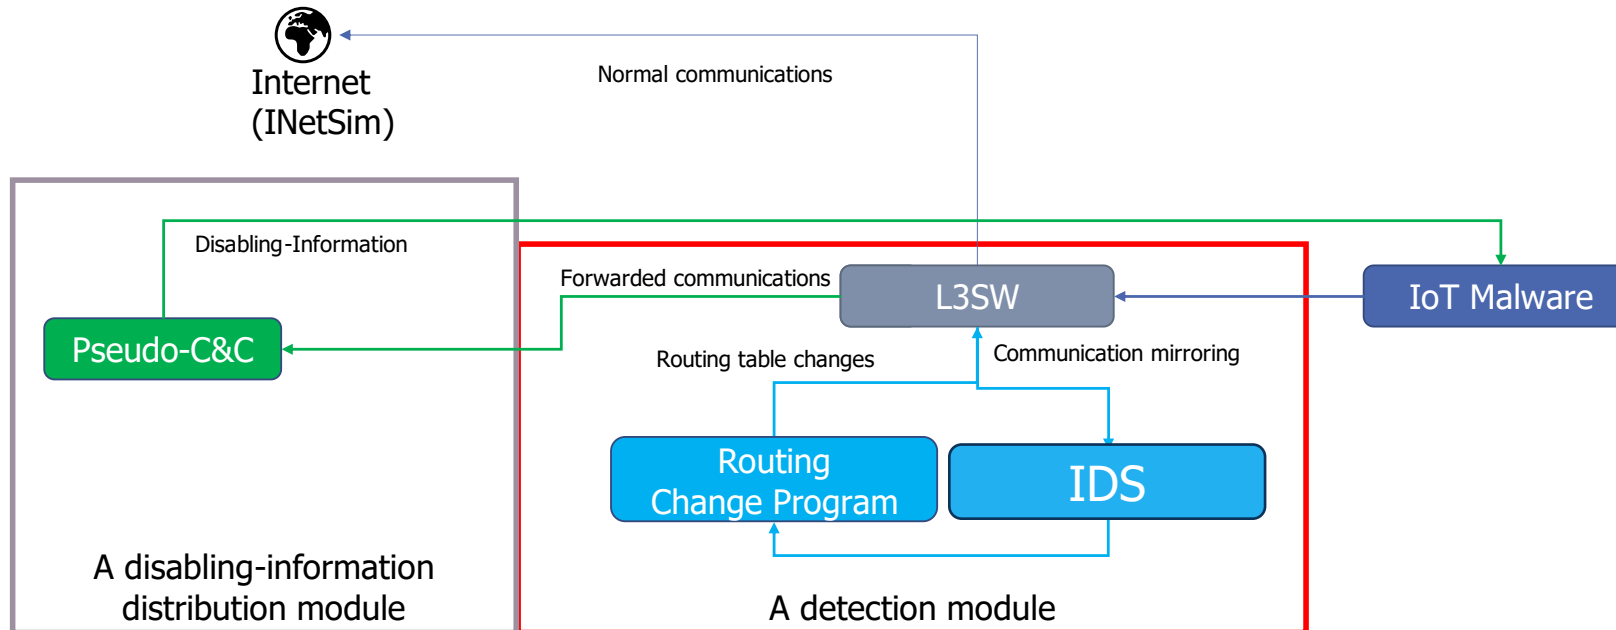 Internet
(INetSim)
Normal communications
Disabling-Information
Forwarded communications
L3SW
IoT Malware
Pseudo-C&C
Routing table changes
Communication mirroring
Routing
Change Program
IDS
A disabling-information
distribution module
A detection module